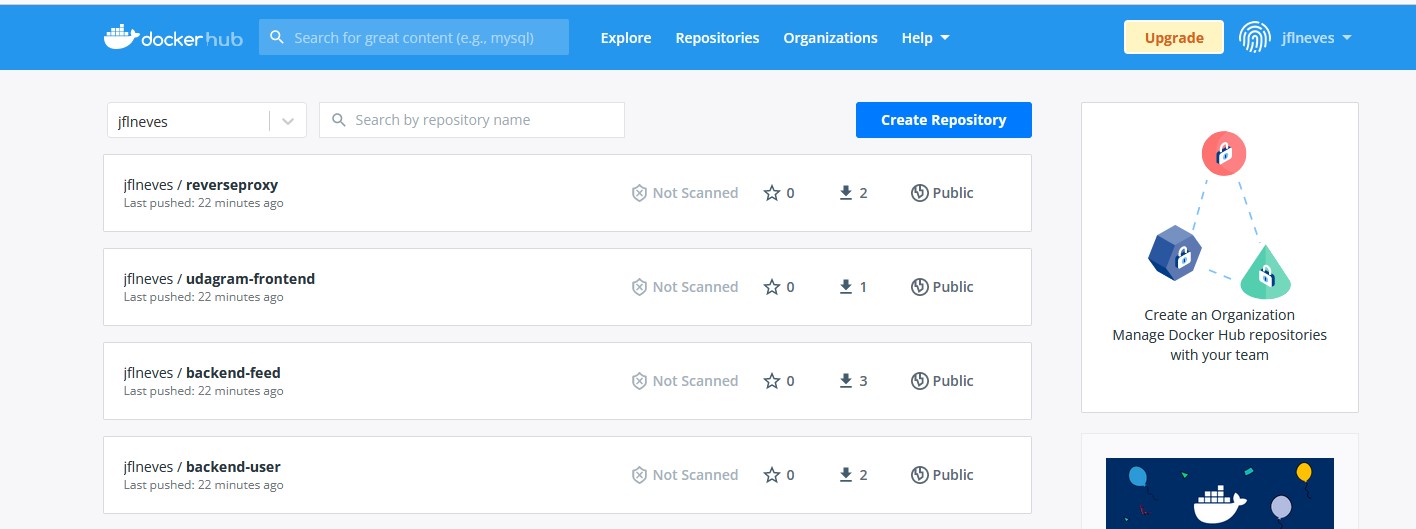 docker hub
Search for great content (e.g., mysql)
Explore
Repositories
Organizations
Help
Upgrade
jflneves
jflneves
Search by repository name
Create Repository
jflneves / reverseproxy
Last pushed: 22 minutes ago
Not Scanned
0
2
Public
jflneves / udagram-frontend
Last pushed: 22 minutes ago
Not Scanned
0
1
Public
jflneves / backend-feed
Last pushed: 22 minutes ago
Not Scanned
0
3
Public
jflneves / backend-user
Last pushed: 22 minutes ago
Not Scanned
0
2
Public
Create an Organization
Manage Docker Hub repositories
with your team